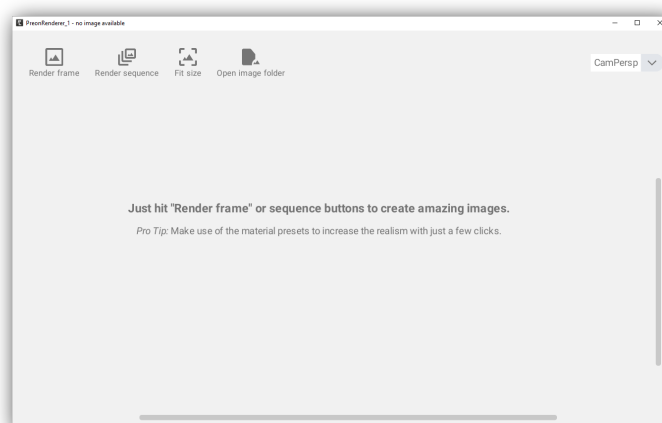 PreonRenderer_1 - no image available
Render frame
Render sequence
Fit size
Open image folder
CamPersp
Just hit "Render frame" or sequence buttons to create amazing images.
Pro Tip: Make use of the material presets to increase the realism with just a few clicks.